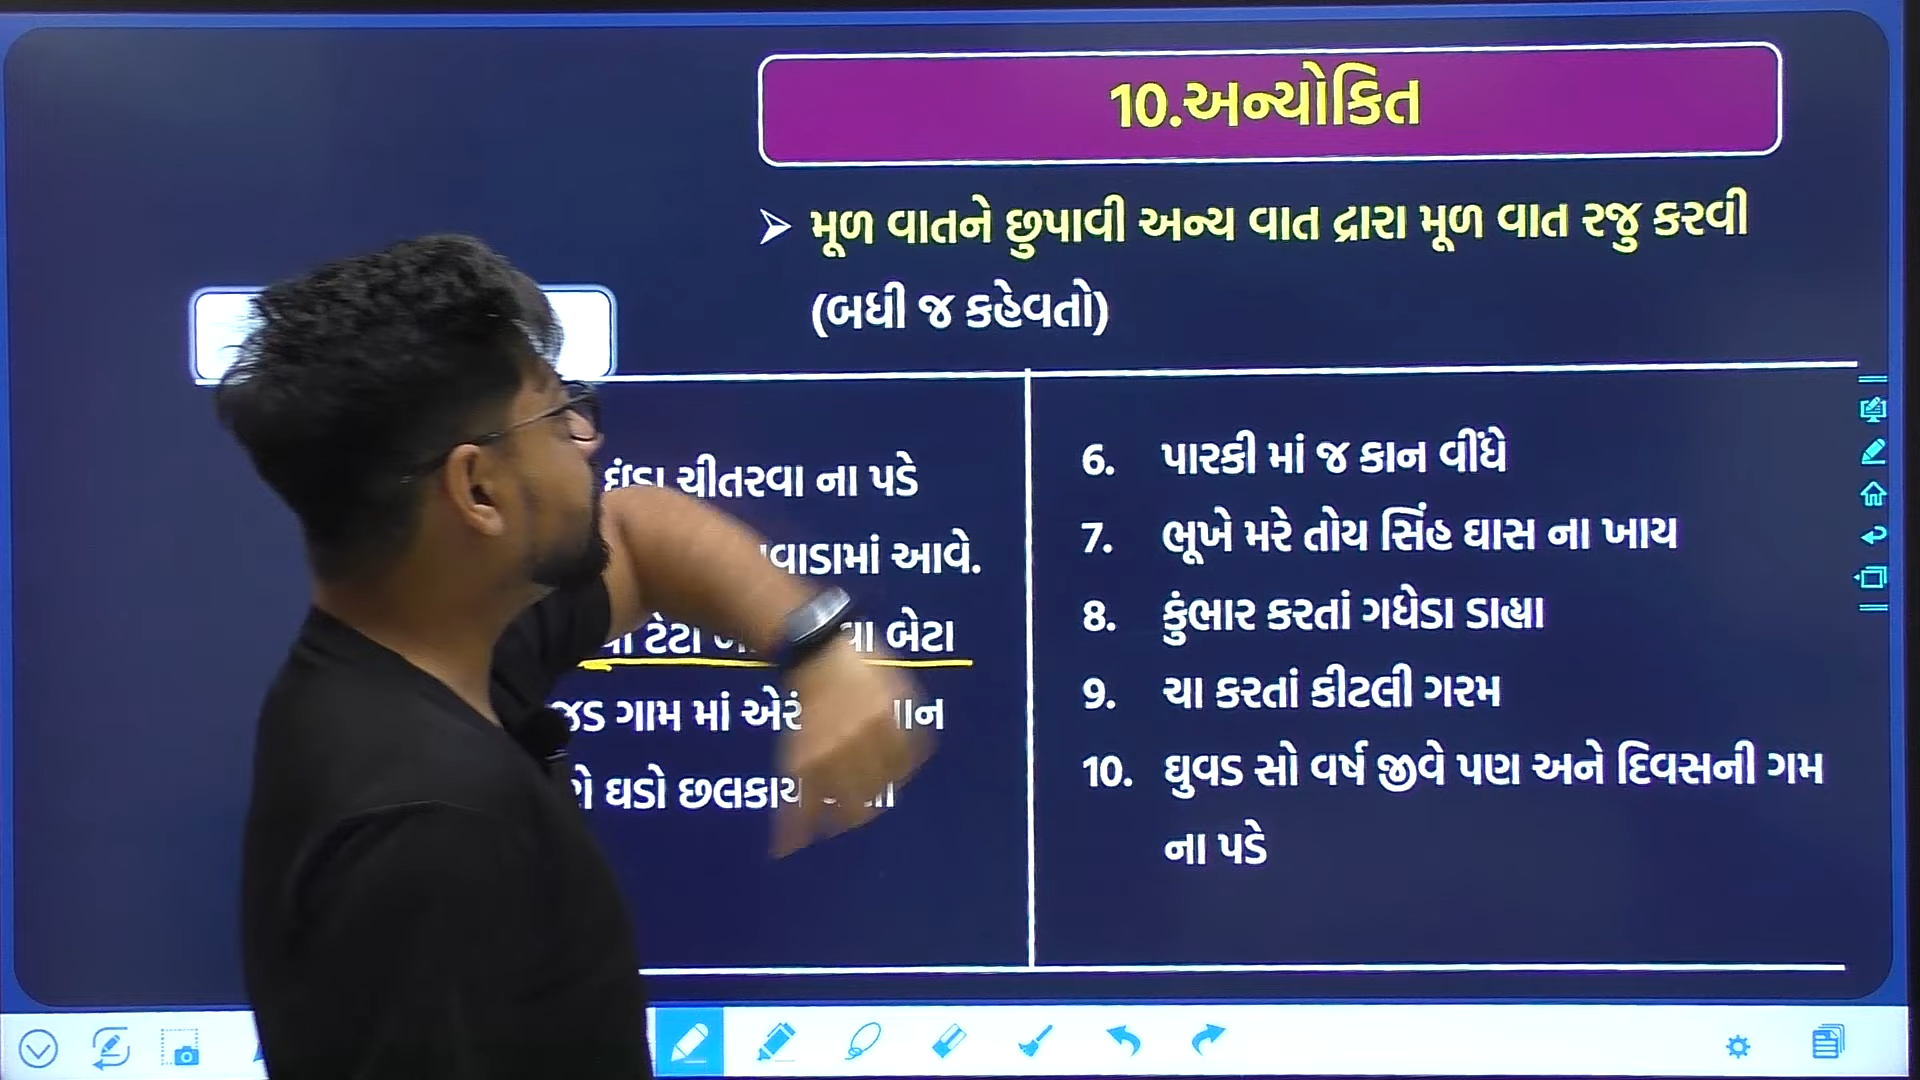 10.અન્યોકિત
➢ મૂળ વાતને છુપાવી અન્ય વાત દ્રારા મૂળ વાત રજુ કરવી
(બધી જ કહેવતો)
ચીતરવા ના પડે
આવે.
ટેટા બેટા
ગામ માં
ઘડો
6. પારકી માં જ કાન વીંધે
7. ભૂખે મરે તોય સિંહ ઘાસ ના ખાય
8. કુંભાર કરતાં ગધેડા ડાહ્યા
9. ચા કરતાં કીટલી ગરમ
10. ઘુવડ સો વર્ષ જીવે પણ અને દિવસની ગમ
ના પડે